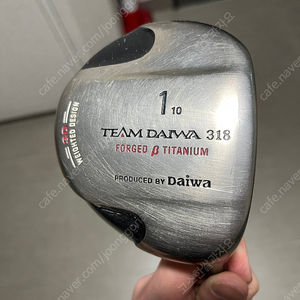 1 10
TEAM DAIWA 318
FORGED β TITANIUM
PRODUCED BY Daiwa
WEIGHTED DESIGN